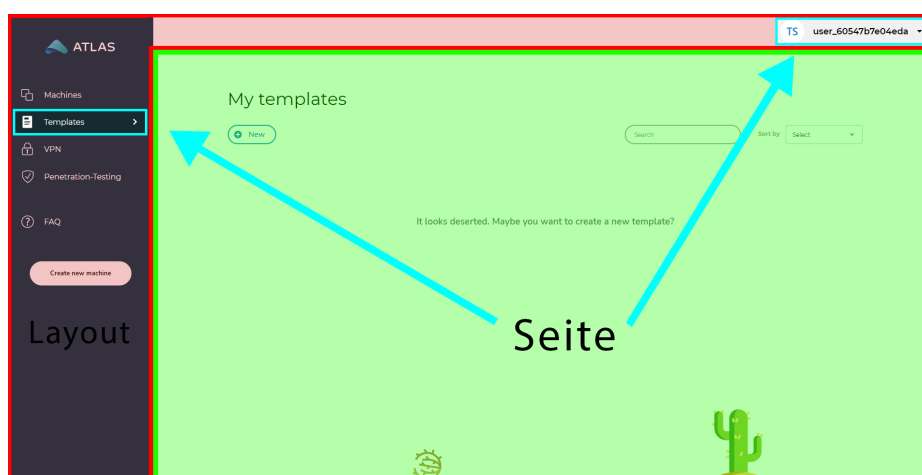 ATLAS
TS user_60547b7e04eda
Machines
Templates
VPN
Penetration-Testing
FAQ
Create new machine
Layout
My templates
New
Search
Sort by Select
It looks deserted. Maybe you want to create a new template?
Seite